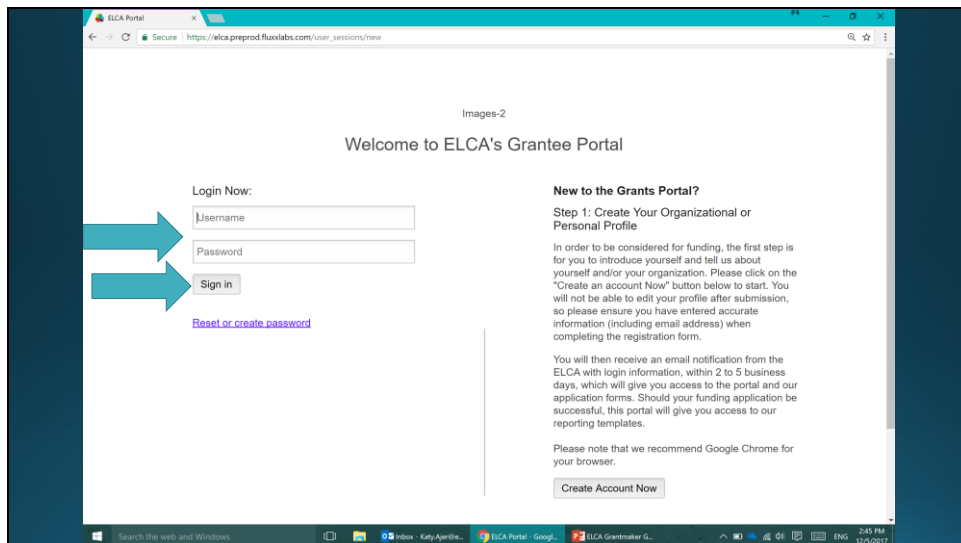 ELCA Portal
Secure | https://elca.preprod.fluxxlabs.com/user_sessions/new
Images-2
Welcome to ELCA's Grantee Portal
Login Now:
Username
Password
Sign in
Reset or create password
New to the Grants Portal?
Step 1: Create Your Organizational or
Personal Profile
In order to be considered for funding, the first step is
for you to introduce yourself and tell us about
yourself and/or your organization. Please click on the
"Create an account Now" button below to start. You
will not be able to edit your profile after submission,
so please ensure you have entered accurate
information (including email address) when
completing the registration form.
You will then receive an email notification from the
ELCA with login information, within 2 to 5 business
days, which will give you access to the portal and our
application forms. Should your funding application be
successful, this portal will give you access to our
reporting templates.
Please note that we recommend Google Chrome for
your browser.
Create Account Now
Search the web and Windows
Inbox - Katy.Ajer@e...
ELCA Portal - Googl...
ELCA Grantmaker G...
ENG
2:45 PM
12/5/2017